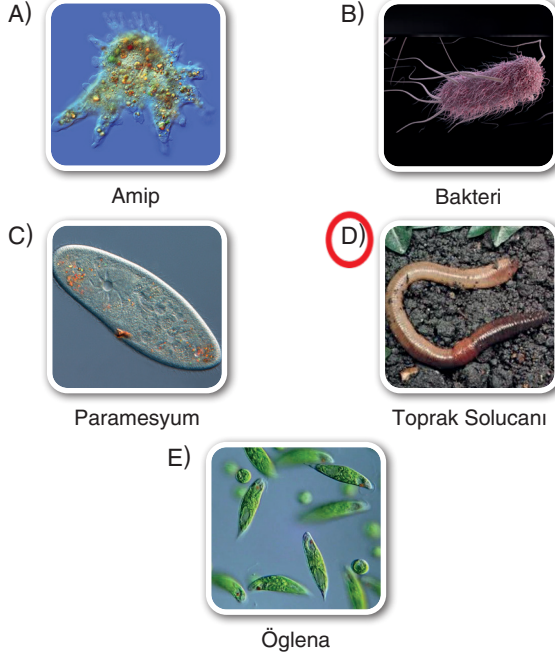 A)
Amip
B)
Bakteri
C)
Paramesyum
D)
Toprak Solucanı
E)
Öglena